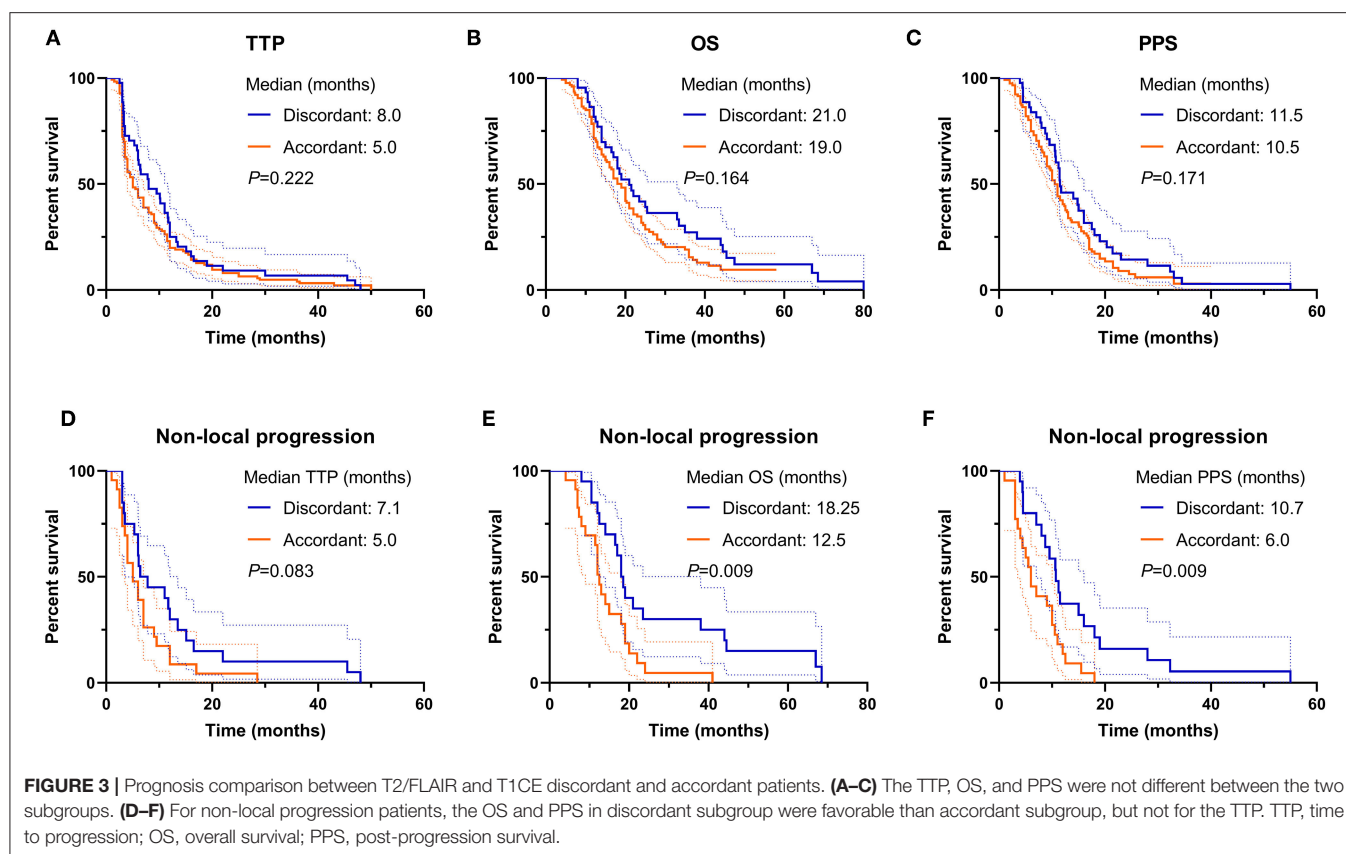 A
TTP
Percent survival
100
50
0
0 20 40 60
Time (months)
Median (months)
Discordant: 8.0
Accordant: 5.0
P=0.222
B
OS
Percent survival
100
50
0
0 20 40 60 80
Time (months)
Median (months)
Discordant: 21.0
Accordant: 19.0
P=0.164
C
PPS
Percent survival
100
50
0
0 20 40 60
Time (months)
Median (months)
Discordant: 11.5
Accordant: 10.5
P=0.171
D
Non-local progression
Percent survival
100
50
0
0 20 40 60
Time (months)
Median TTP (months)
Discordant: 7.1
Accordant: 5.0
P=0.083
E
Non-local progression
Percent survival
100
50
0
0 20 40 60 80
Time (months)
Median OS (months)
Discordant: 18.25
Accordant: 12.5
P=0.009
F
Non-local progression
Percent survival
100
50
0
0 20 40 60
Time (months)
Median PPS (months)
Discordant: 10.7
Accordant: 6.0
P=0.009
FIGURE 3 | Prognosis comparison between T2/FLAIR and T1CE discordant and accordant patients. (A–C) The TTP, OS, and PPS were not different between the two
subgroups. (D–F) For non-local progression patients, the OS and PPS in discordant subgroup were favorable than accordant subgroup, but not for the TTP. TTP, time
to progression; OS, overall survival; PPS, post-progression survival.